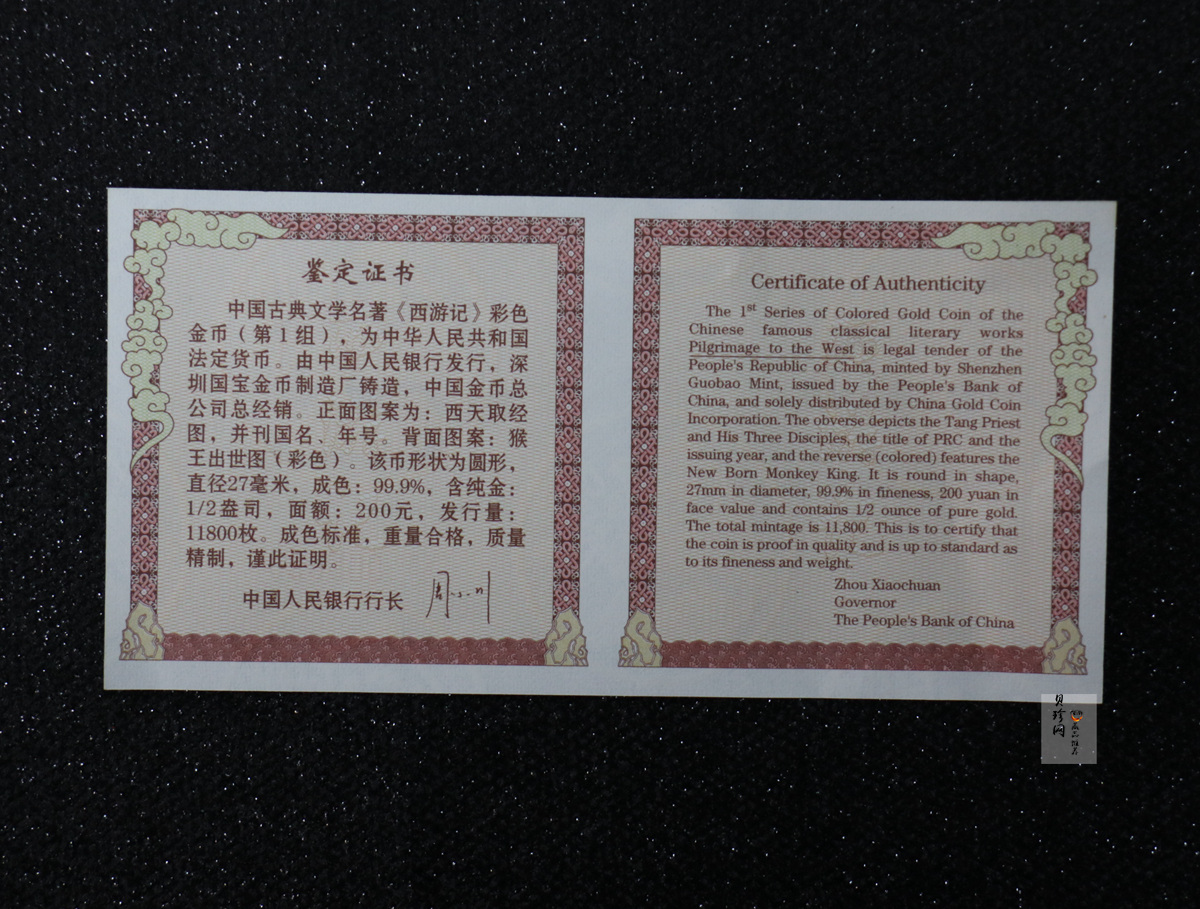 鉴定证书
中国古典文学名著《西游记》彩色
金币（第1组），为中华人民共和国
法定货币。由中国人民银行发行，深
圳国宝金币制造厂铸造，中国金币总
公司总经销。正面图案为：西天取经
图，并刊国名、年号。背面图案：猴
王出世图（彩色）。该币形状为圆形，
直径27毫米，成色：99.9%，含纯金：
1/2盎司，面额：200元，发行量：
11800枚。成色标准，重量合格，质量
精制，谨此证明。
中国人民银行行长 周小川
Certificate of Authenticity
The 1st Series of Colored Gold Coin of the
Chinese famous classical literary works
Pilgrimage to the West is legal tender of the
People's Republic of China, minted by Shenzhen
Guobao Mint, issued by the People's Bank of
China, and solely distributed by China Gold Coin
Incorporation. The obverse depicts the Tang Priest
and His Three Disciples, the title of PRC and the
issuing year, and the reverse (colored) features the
New Born Monkey King. It is round in shape,
27mm in diameter, 99.9% in fineness, 200 yuan in
face value and contains 1/2 ounce of pure gold.
The total mintage is 11,800. This is to certify that
the coin is proof in quality and is up to standard as
to its fineness and weight.
Zhou Xiaochuan
Governor
The People's Bank of China
贝珍网